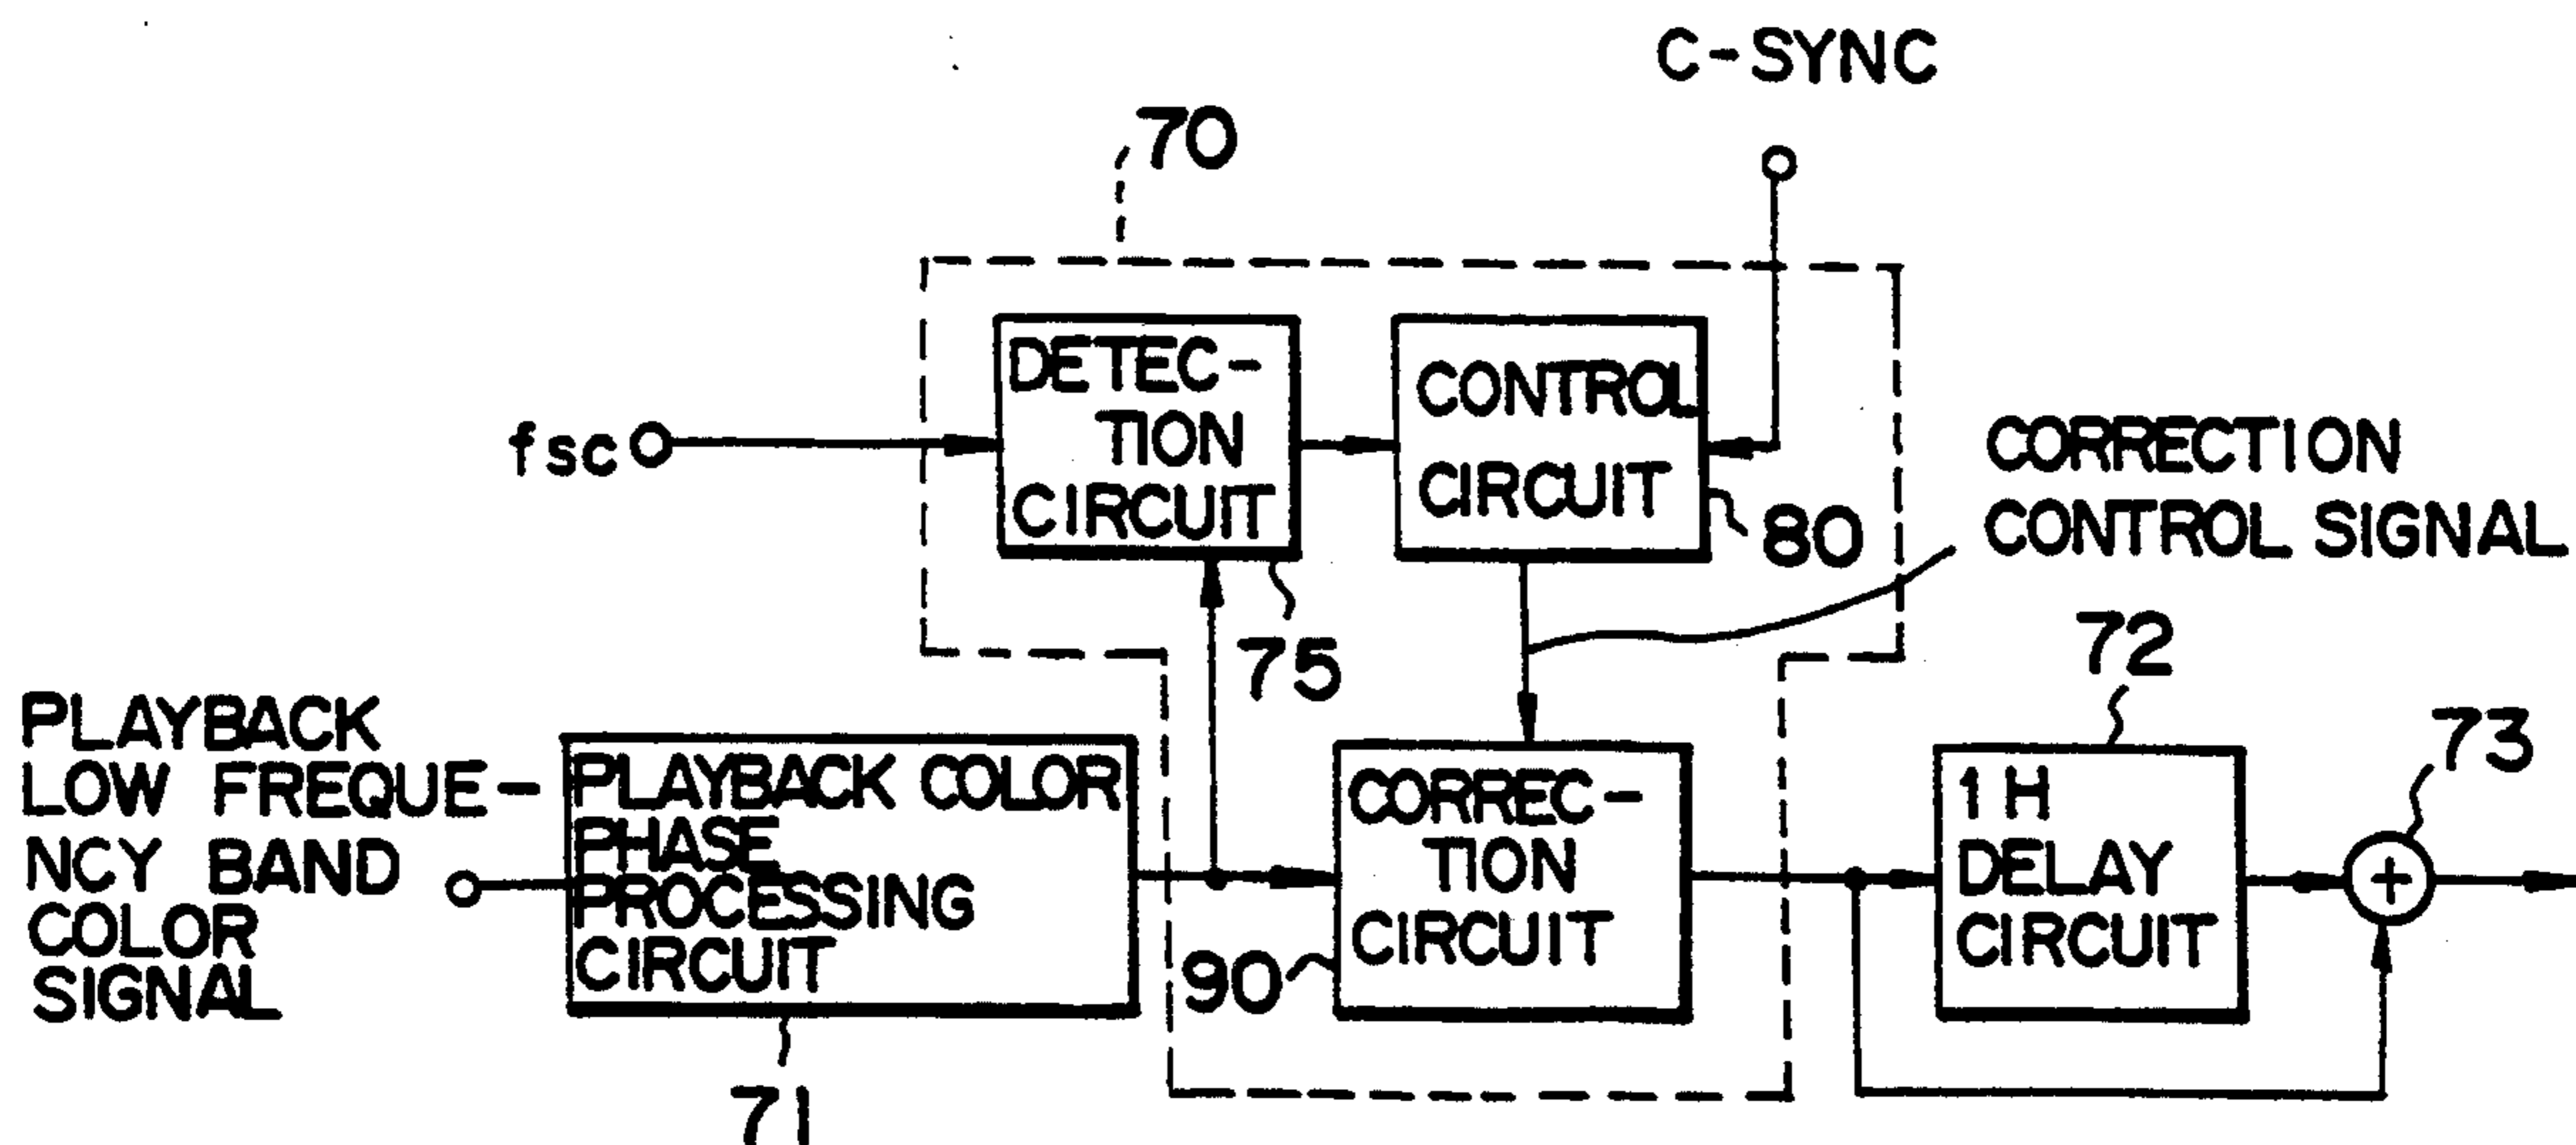 C-SYNC
70
DETEC-
TION
CIRCUIT
CONTROL
CIRCUIT
fsc
80
CORRECTION
CONTROL SIGNAL
75
72
73
PLAYBACK
LOW FREQUE-
NCY BAND
COLOR
SIGNAL
PLAYBACK COLOR
PHASE
PROCESSING
CIRCUIT
71
CORREC-
TION
CIRCUIT
90
1H
DELAY
CIRCUIT
+